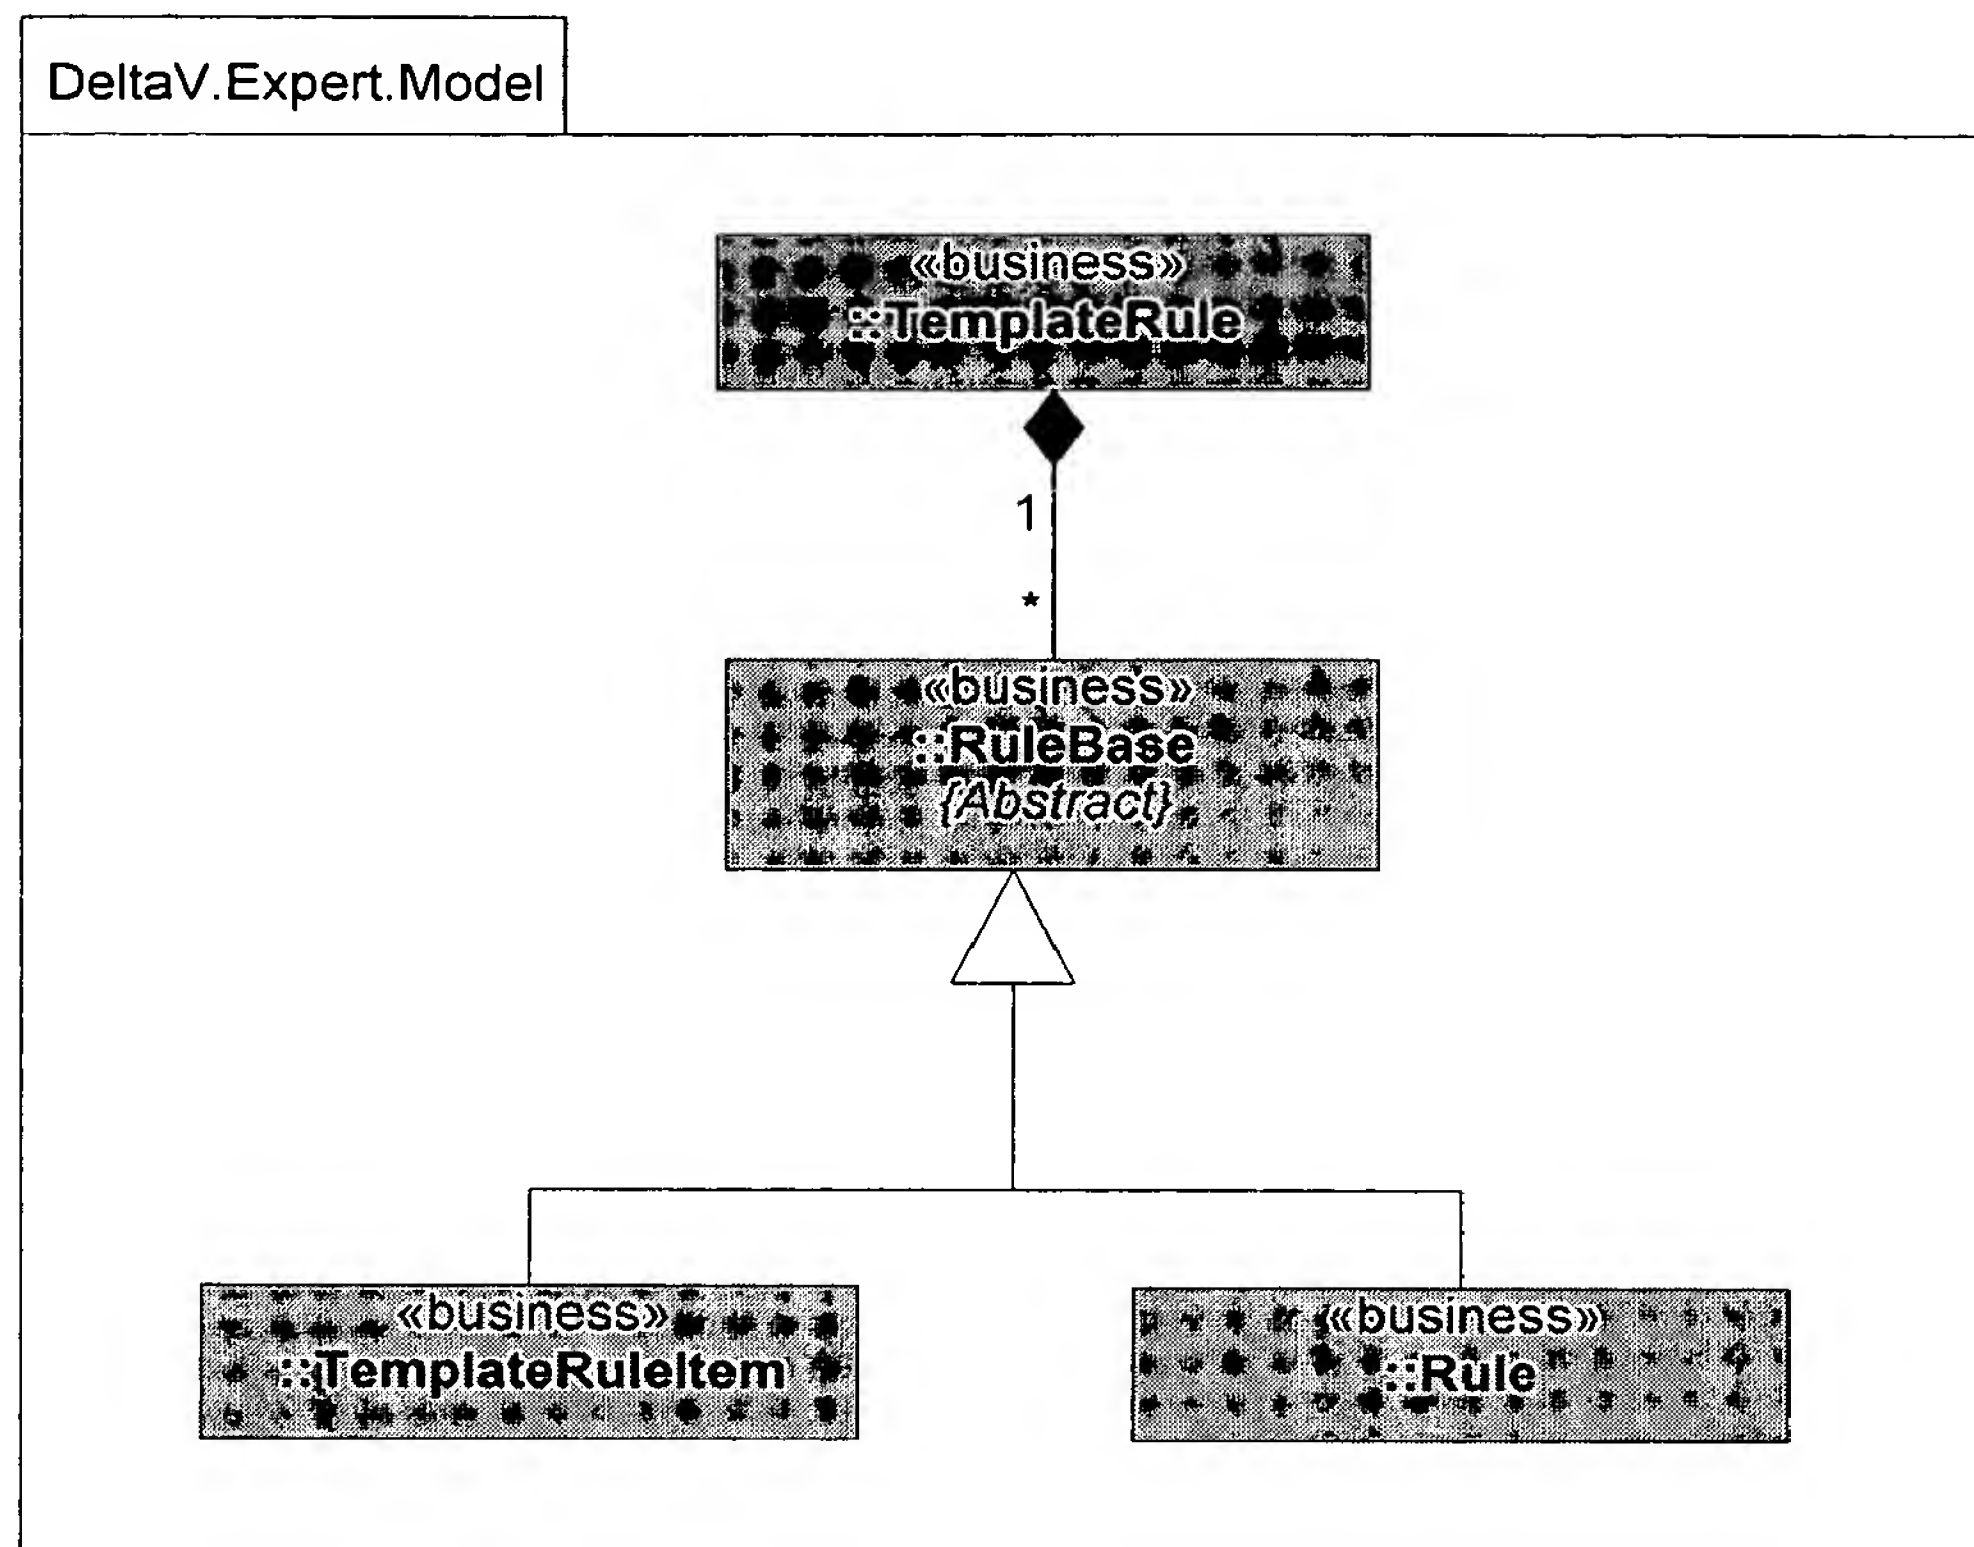 DeltaV.Expert.Model
«business»
::TemplateRule
1
*
«business»
::RuleBase
{Abstract}
«business»
::TemplateRuleItem
«business»
::Rule